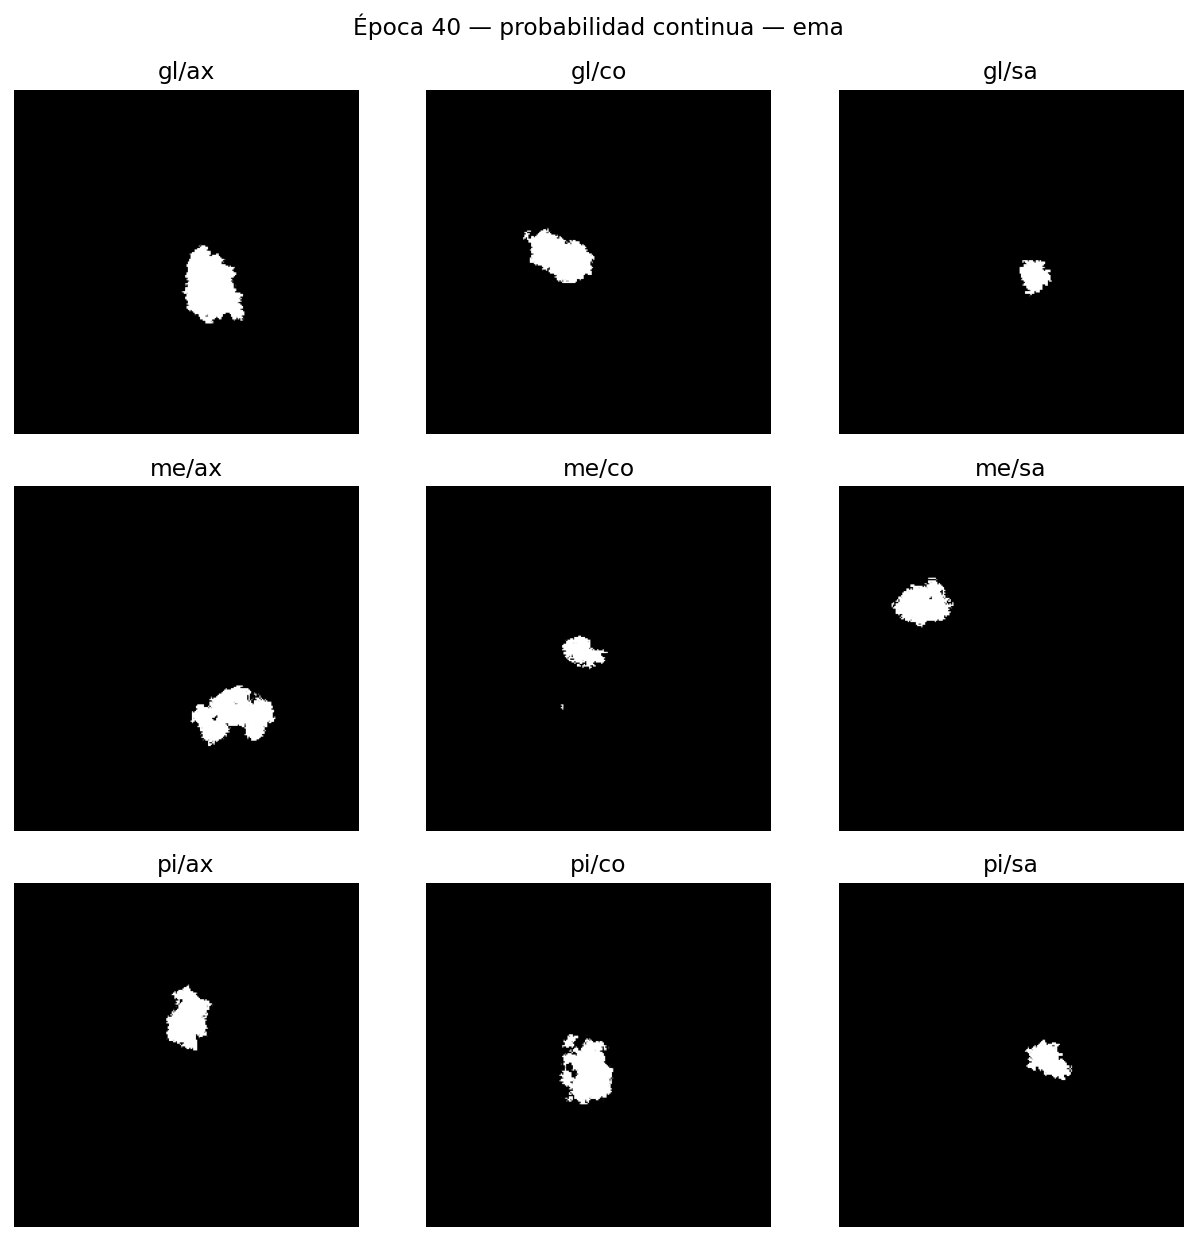 Época 40 — probabilidad continua — ema
gl/ax
gl/co
gl/sa
me/ax
me/co
me/sa
pi/ax
pi/co
pi/sa